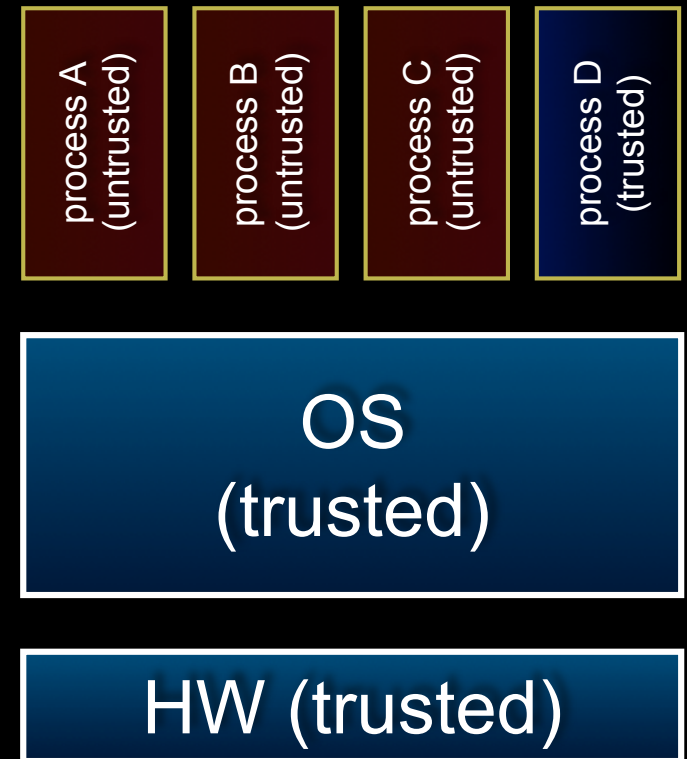 process A
(untrusted)
process B
(untrusted)
process C
(untrusted)
process D
(trusted)
OS
(trusted)
HW (trusted)